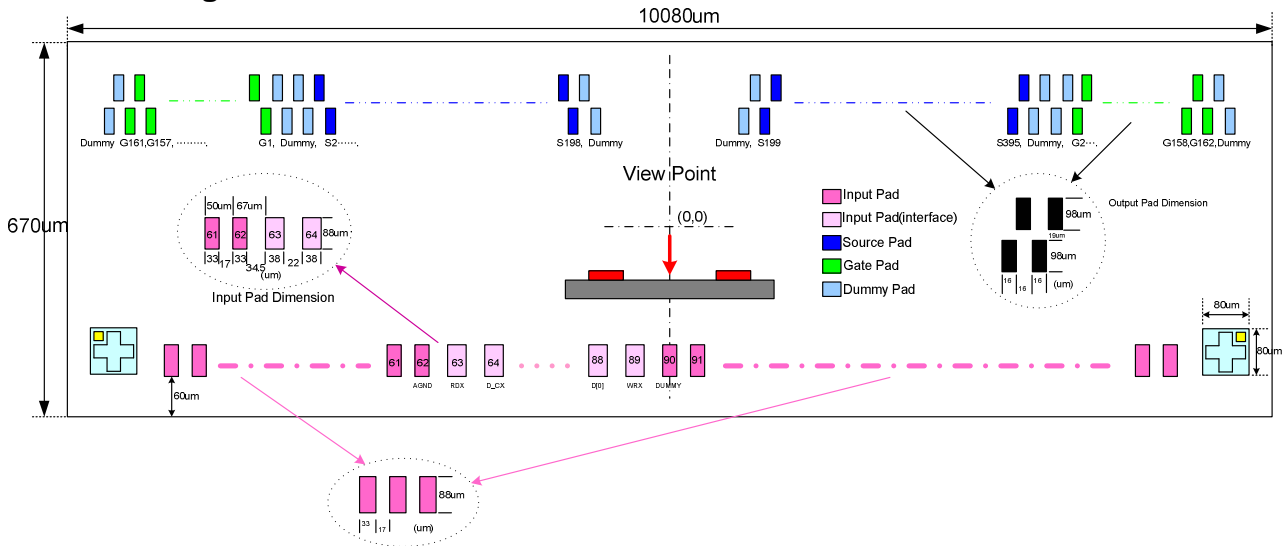 10080um
Dummy G161,G157, ·········,
G1, Dummy, S2······,
S198, Dummy
Dummy, S199
S395, Dummy, G2····,
G158,G162,Dummy
670um
View Point
(0,0)
50um 67um
61 62 63 64
88um
33 17 33 34.5 38 22 38
(um)
Input Pad Dimension
Input Pad
Input Pad(interface)
Source Pad
Gate Pad
Dummy Pad
Output Pad Dimension
98um
19um
98um
16 16 16 (um)
80um
80um
61 62 63 64 88 89 90 91
AGND RDX D_CX D[0] WRX DUMMY
60um
88um
33 17 (um)